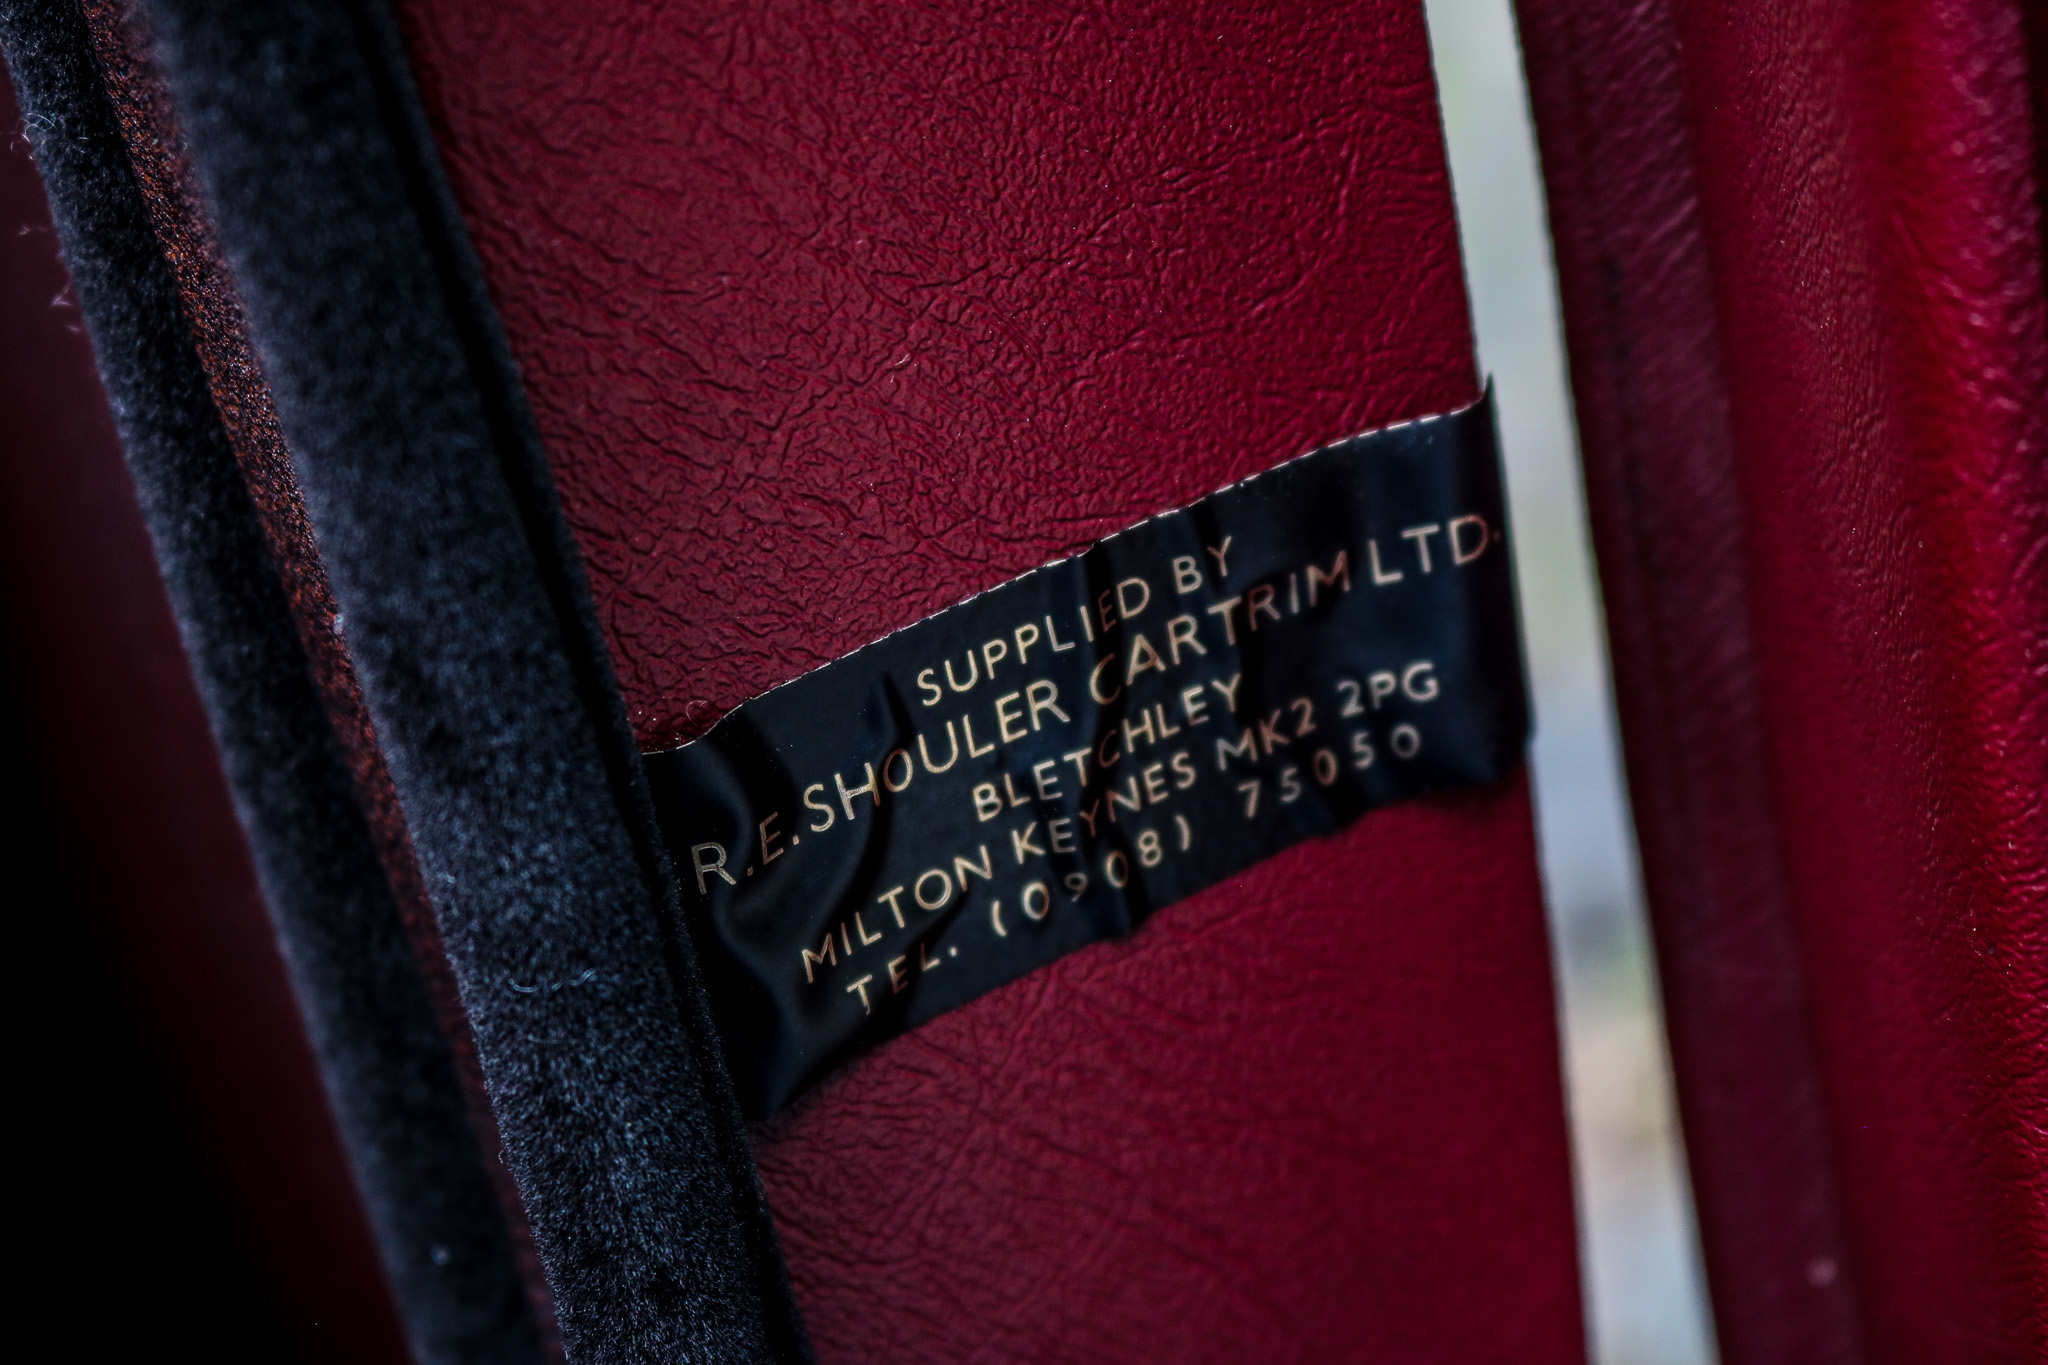 SUPPLIED BY
R.E.SHOULER CARTRIM LTD.
BLETCHLEY
MILTON KEYNES MK2 2PG
TEL. (0908) 75050